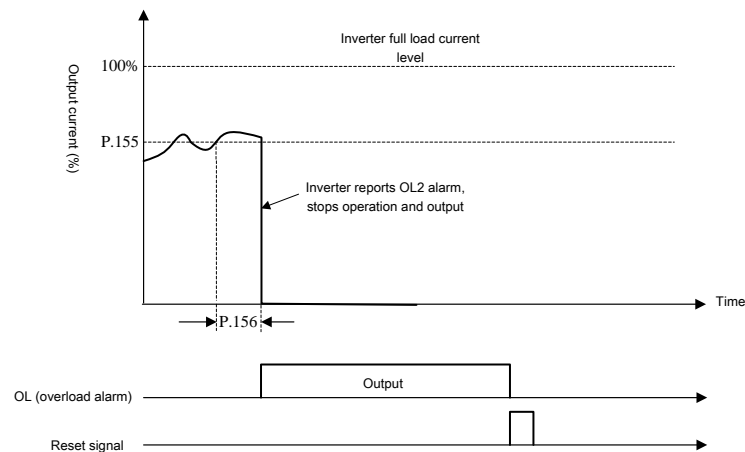 Inverter full load current
level
100%
Output current (%)
P.155
Inverter reports OL2 alarm,
stops operation and output
Time
P.156
Output
OL (overload alarm)
Reset signal